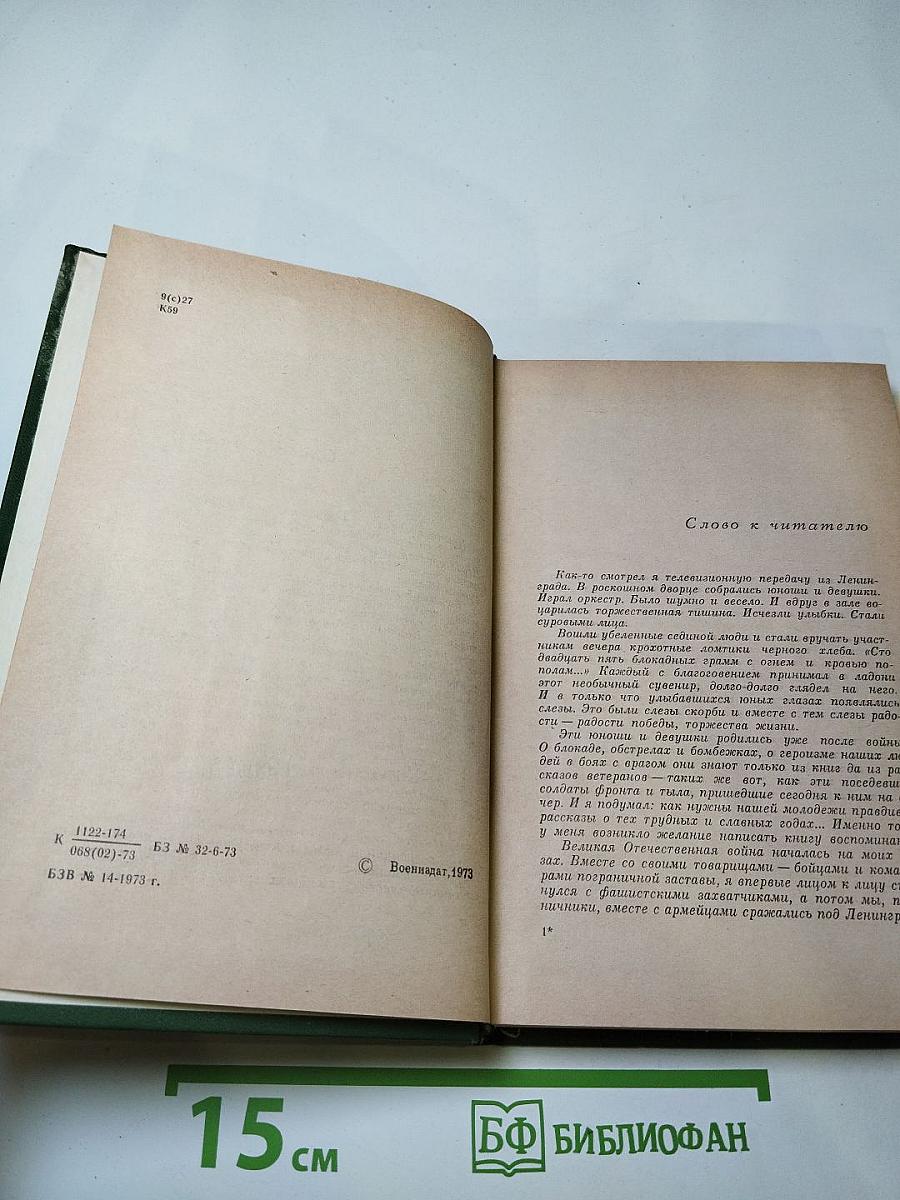 9(с)27
К59
К 1122-174
068(02)-73 БЗ № 32-6-73
БЗВ № 14-1973 г.
© Воениздат, 1973
Слово к читателю
Как-то смотрел я телевизионную передачу из Ленин-
града. В роскошном дворце собрались юноши и девушки.
Играл оркестр. Было шумно и весело. И вдруг в зале во-
царилась торжественная тишина. Исчезли улыбки. Стали
суровыми лица.
Вошли убеленные сединой люди и стали вручать участ-
никам вечера крохотные ломтики черного хлеба. «Сто
двадцать пять блокадных грамм с огнем и кровью по-
полам...» Каждый с благоговением принимал в ладони
этот необычный сувенир, долго-долго глядел на него.
И в только что улыбавшихся юных глазах появлялись
слезы. Это были слезы скорби и вместе с тем слезы радо-
сти — радости победы, торжества жизни.
Эти юноши и девушки родились уже после войны
О блокаде, обстрелах и бомбежках, о героизме наших лю
дей в боях с врагом они знают только из книг да из ра
сказов ветеранов — таких же вот, как эти поседевш
солдаты фронта и тыла, пришедшие сегодня к ним на
чер. И я подумал: как нужны нашей молодежи правдив
рассказы о тех трудных и славных годах... Именно то
у меня возникло желание написать книгу воспоминан
Великая Отечественная война началась на моих
зах. Вместе со своими товарищами — бойцами и кома
рами пограничной заставы, я впервые лицом к лицу ст
нулся с фашистскими захватчиками, а потом мы, п
ничники, вместе с армейцами сражались под Ленингр
1*
15 см
БФ БИБЛИОФАН